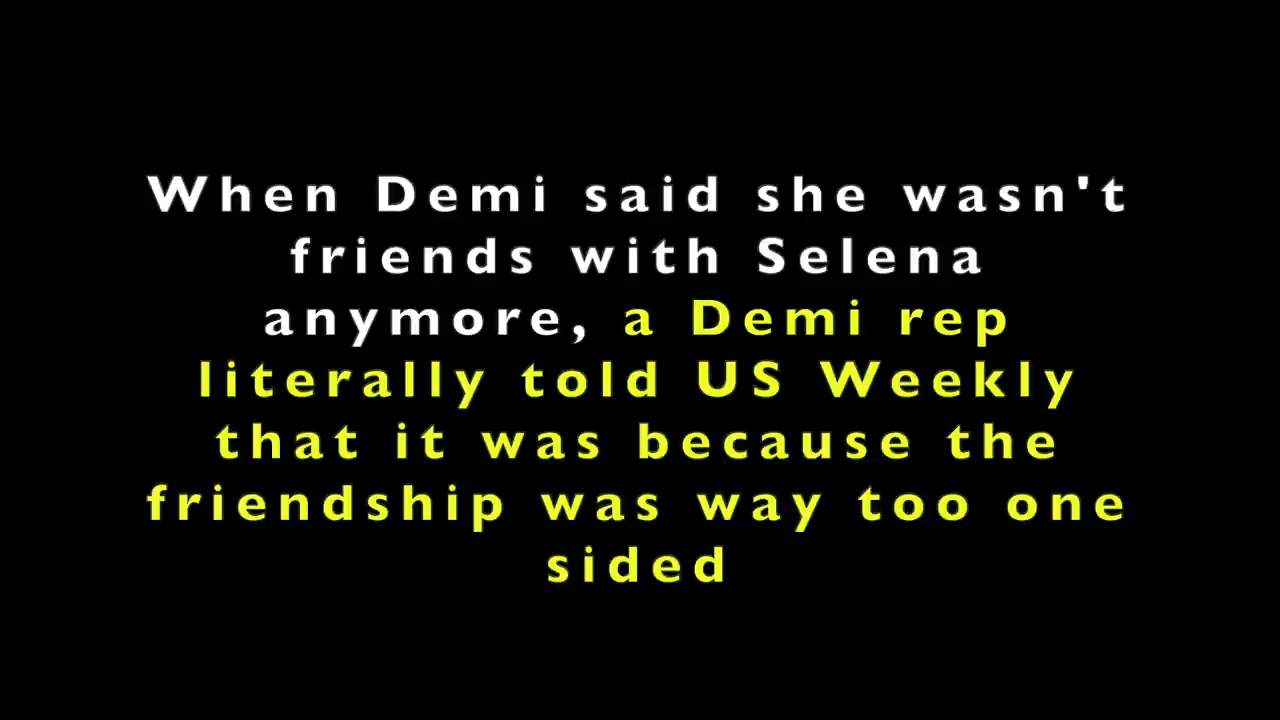 When Demi said she wasn't
friends with Selena
anymore, a Demi rep
literally told US Weekly
that it was because the
friendship was way too one
sided